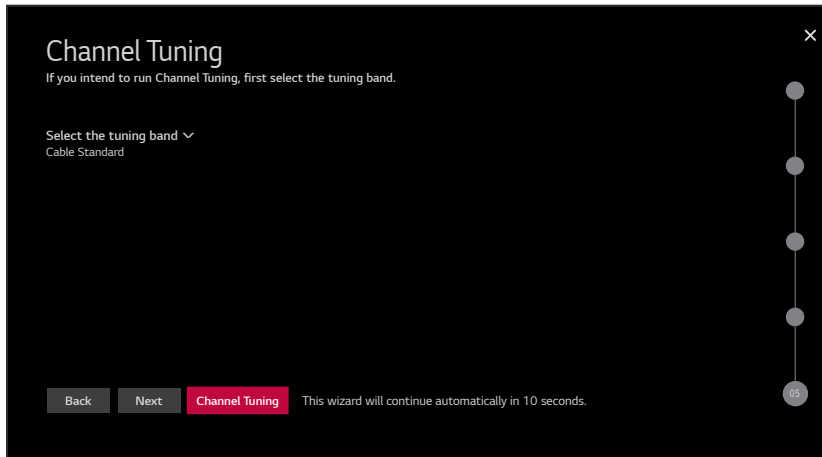 Channel Tuning
If you intend to run Channel Tuning, first select the tuning band.
Select the tuning band
Cable Standard
Back
Next
Channel Tuning
This wizard will continue automatically in 10 seconds.
05